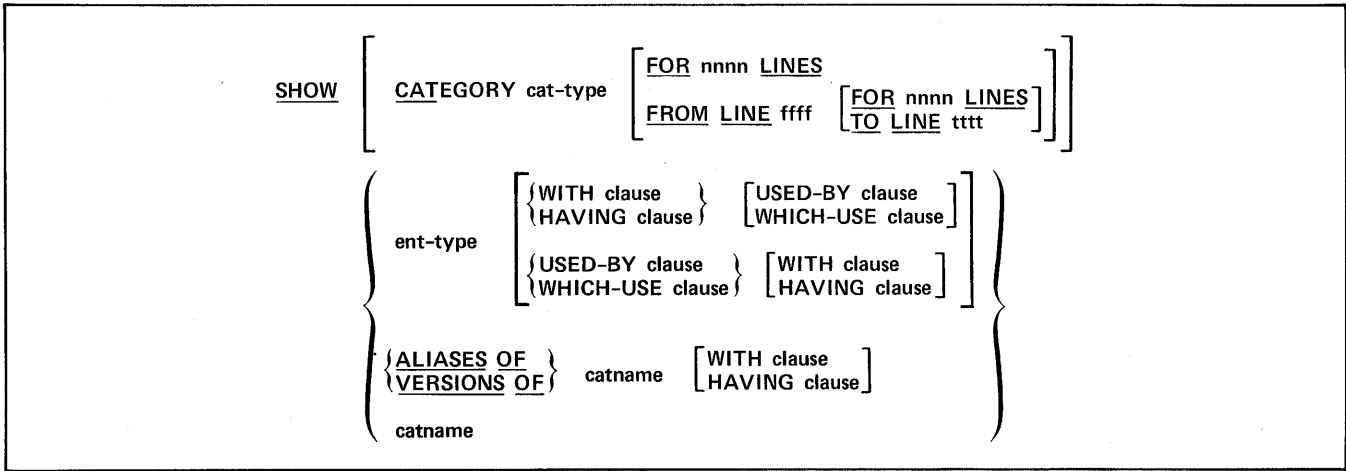 FOR nnnn LINES
SHOW CATEGORY cat-type
FROM LINE ffff FOR nnnn LINES
TO LINE tttt
WITH clause USED-BY clause
HAVING clause WHICH-USE clause
ent-type
USED-BY clause WITH clause
WHICH-USE clause HAVING clause
ALIASES OF WITH clause
VERSIONS OF catname HAVING clause
catname